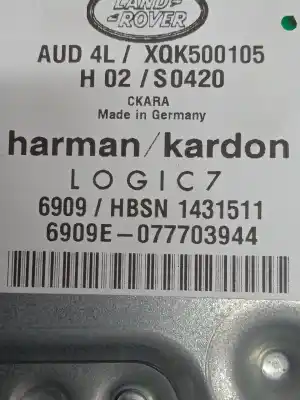 LAND
ROVER
AUD 4L / XQK500105
H 02 / S0420
CKARA
Made in Germany
harman/kardon
LOGIC7
6909 / HBSN 1431511
6909E-077703944